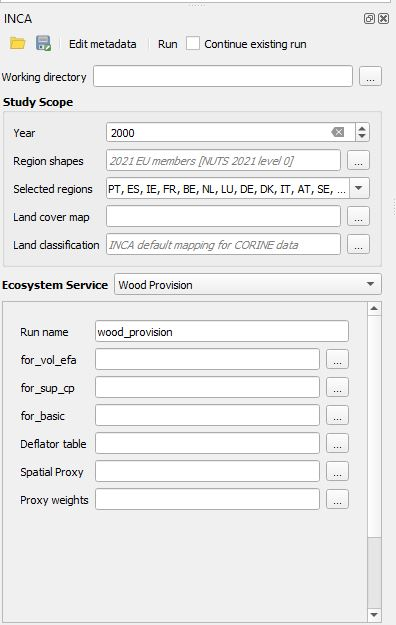 INCA
Edit metadata Run Continue existing run
Working directory ...
Study Scope
Year 2000
Region shapes 2021 EU members [NUTS 2021 level 0] ...
Selected regions PT, ES, IE, FR, BE, NL, LU, DE, DK, IT, AT, SE, ...
Land cover map ...
Land classification INCA default mapping for CORINE data ...
Ecosystem Service Wood Provision
Run name wood_provision
for_vol_efa ...
for_sup_cp ...
for_basic ...
Deflator table ...
Spatial Proxy ...
Proxy weights ...